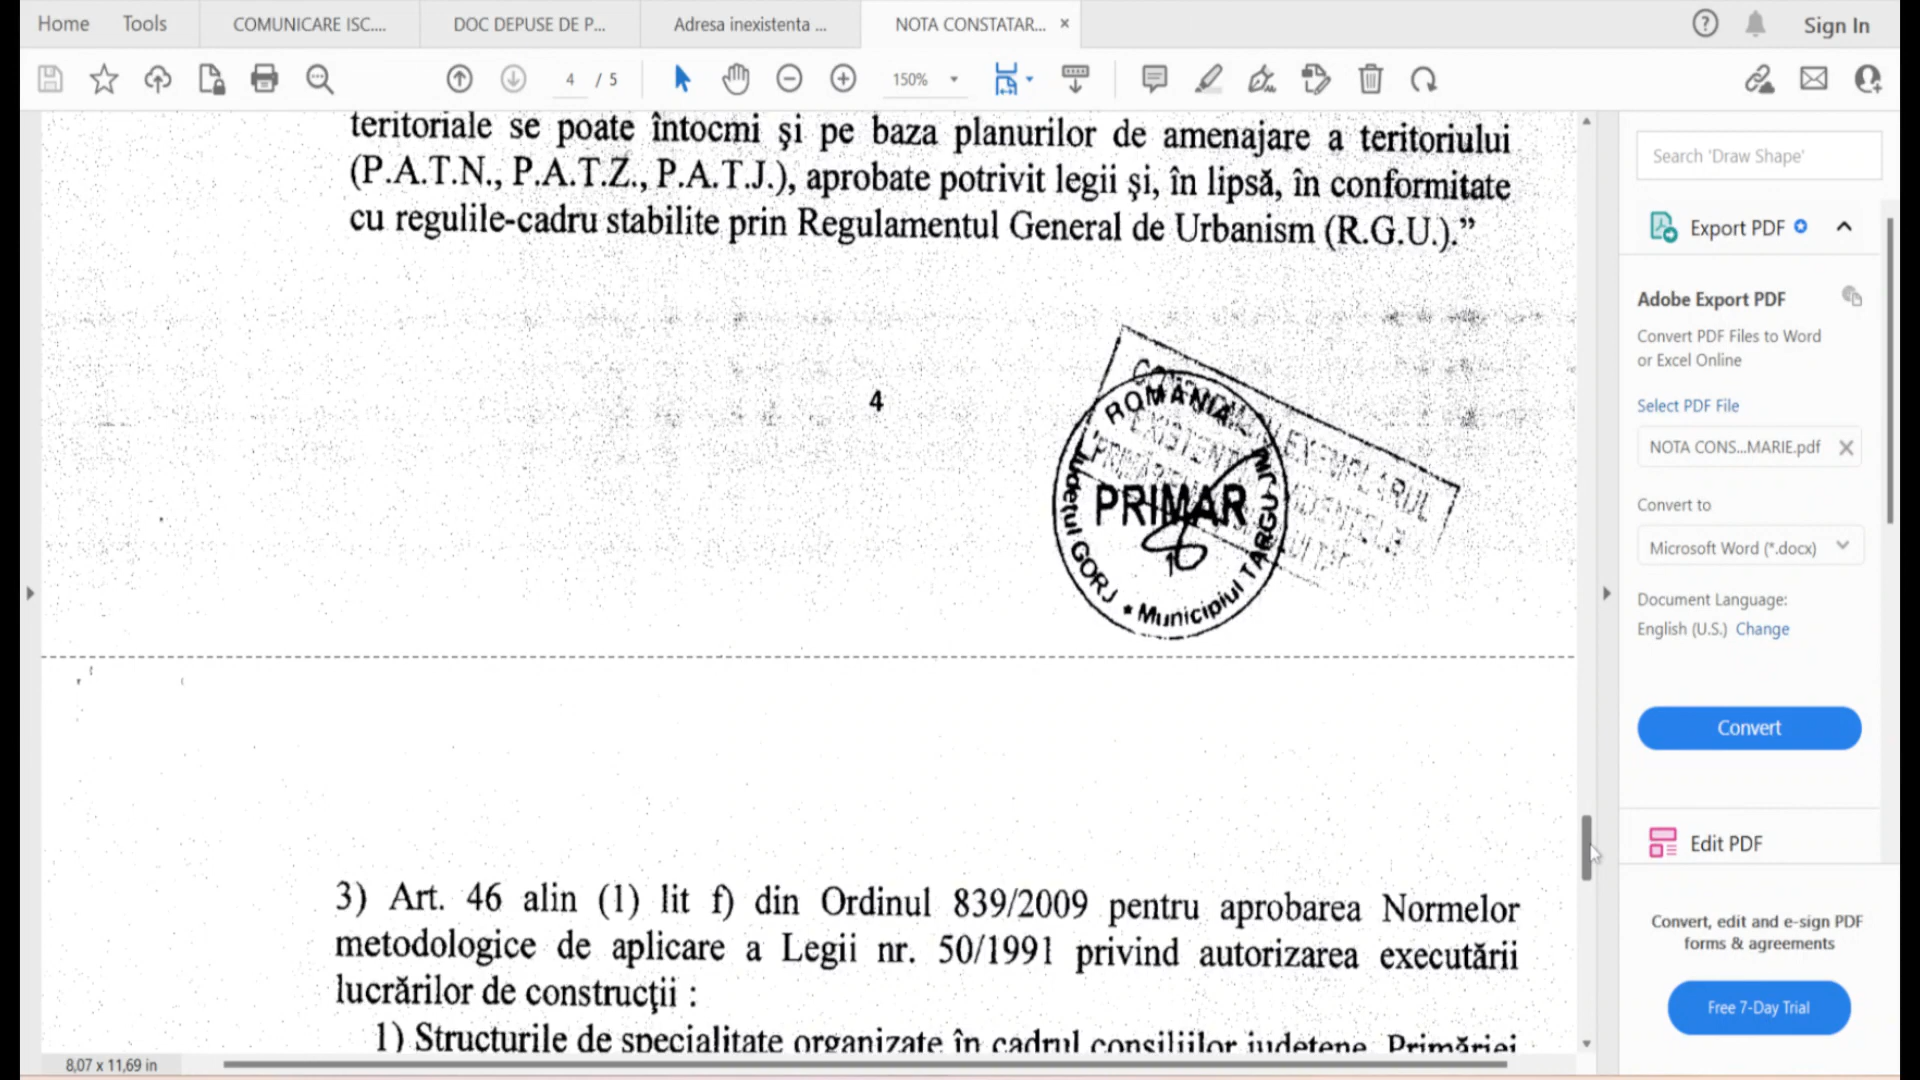 Home
Tools
COMUNICARE ISC....
DOC DEPUSE DE P...
Adresa inexistenta ...
NOTA CONSTATAR...
Sign In
4 / 5
150%
teritoriale se poate întocmi şi pe baza planurilor de amenajare a teritoriului
(P.A.T.N., P.A.T.Z., P.A.T.J.), aprobate potrivit legii şi, în lipsă, în conformitate
cu regulile-cadru stabilite prin Regulamentul General de Urbanism (R.G.U.).”
4
ROMÂNIA
EXEMPLARUL
PRIMAR
Judeţul GORJ * Municipiul TÂRGU JIU
3) Art. 46 alin (1) lit f) din Ordinul 839/2009 pentru aprobarea Normelor
metodologice de aplicare a Legii nr. 50/1991 privind autorizarea executării
lucrărilor de construcţii :
1) Structurile de specialitate organizate în cadrul consiliilor judeţene, Primăriei
8,07 x 11,69 in
Search 'Draw Shape'
Export PDF
Adobe Export PDF
Convert PDF Files to Word
or Excel Online
Select PDF File
NOTA CONS...MARIE.pdf
Convert to
Microsoft Word (*.docx)
Document Language:
English (U.S.) Change
Convert
Edit PDF
Convert, edit and e-sign PDF
forms & agreements
Free 7-Day Trial